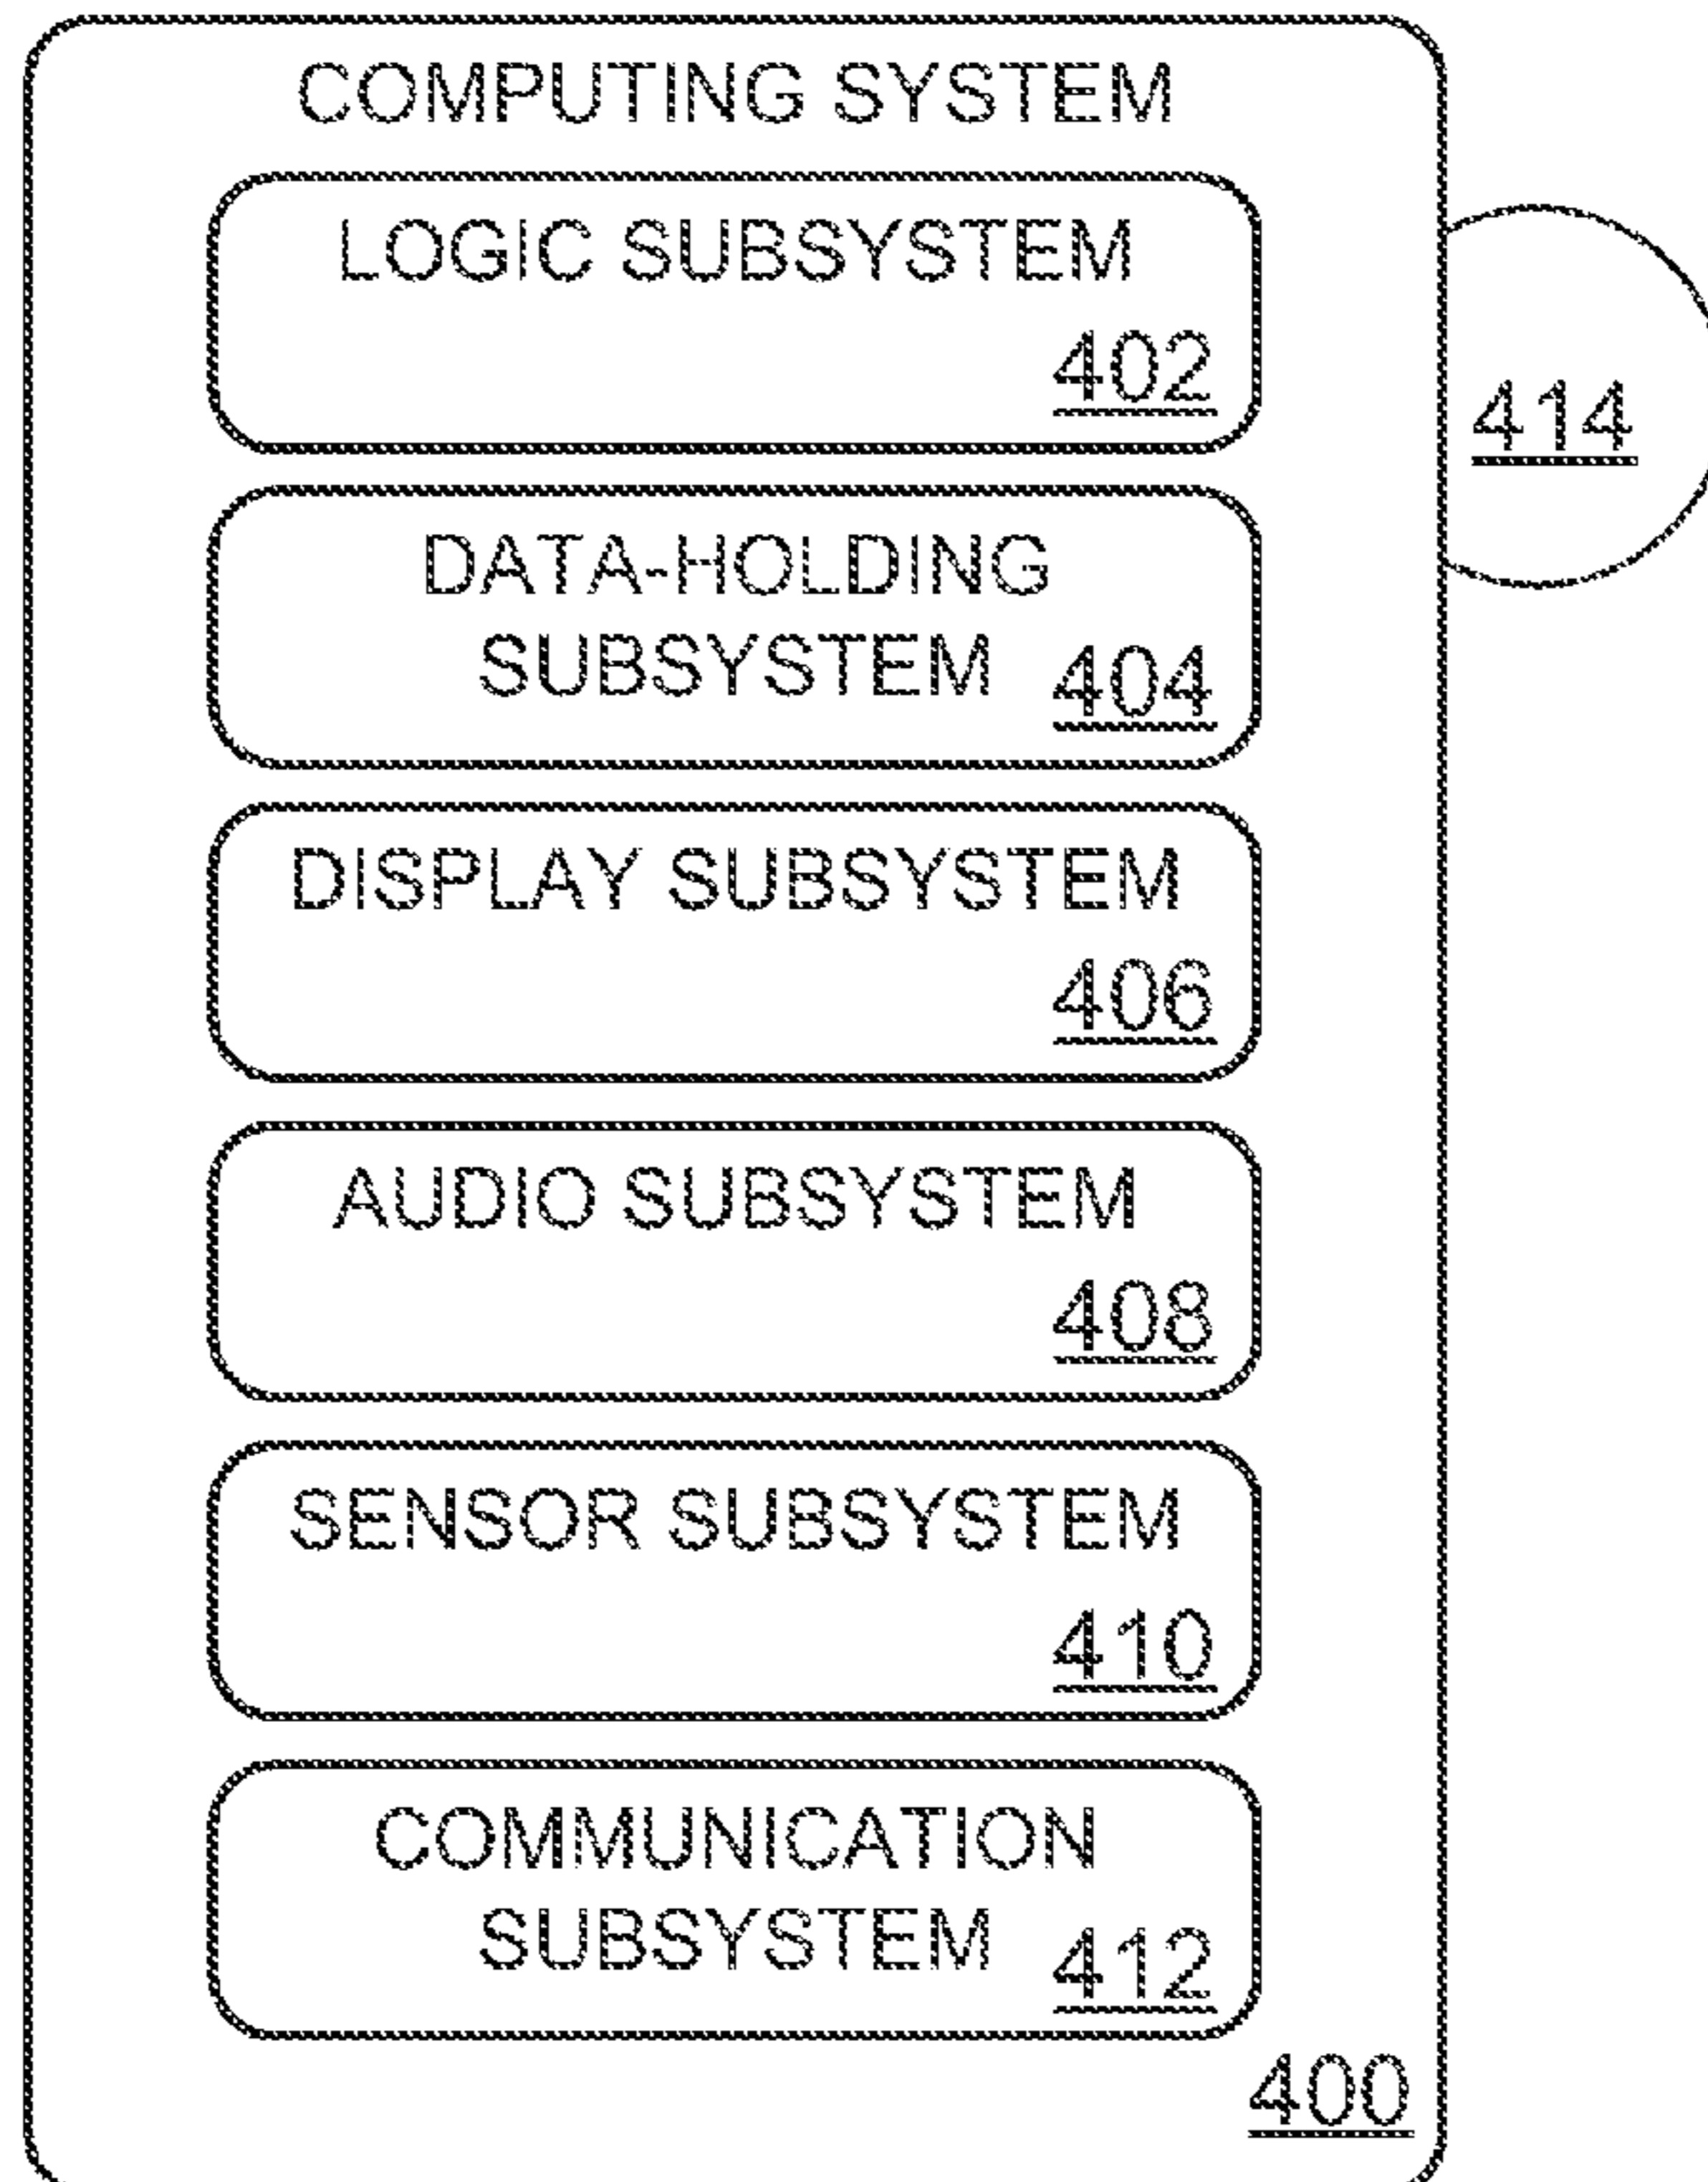 COMPUTING SYSTEM
LOGIC SUBSYSTEM
402
414
DATA-HOLDING
SUBSYSTEM 404
DISPLAY SUBSYSTEM
406
AUDIO SUBSYSTEM
408
SENSOR SUBSYSTEM
410
COMMUNICATION
SUBSYSTEM 412
400